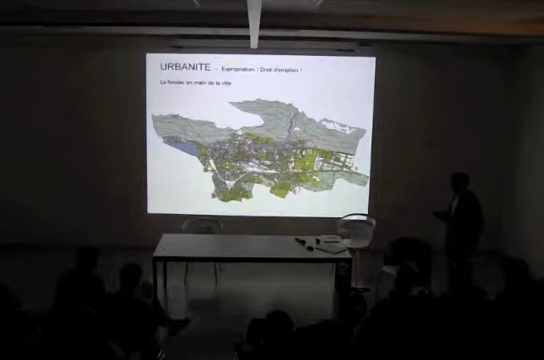 URBANITE - Expropriation ! Droit d'emption !
Le foncier en main de la ville